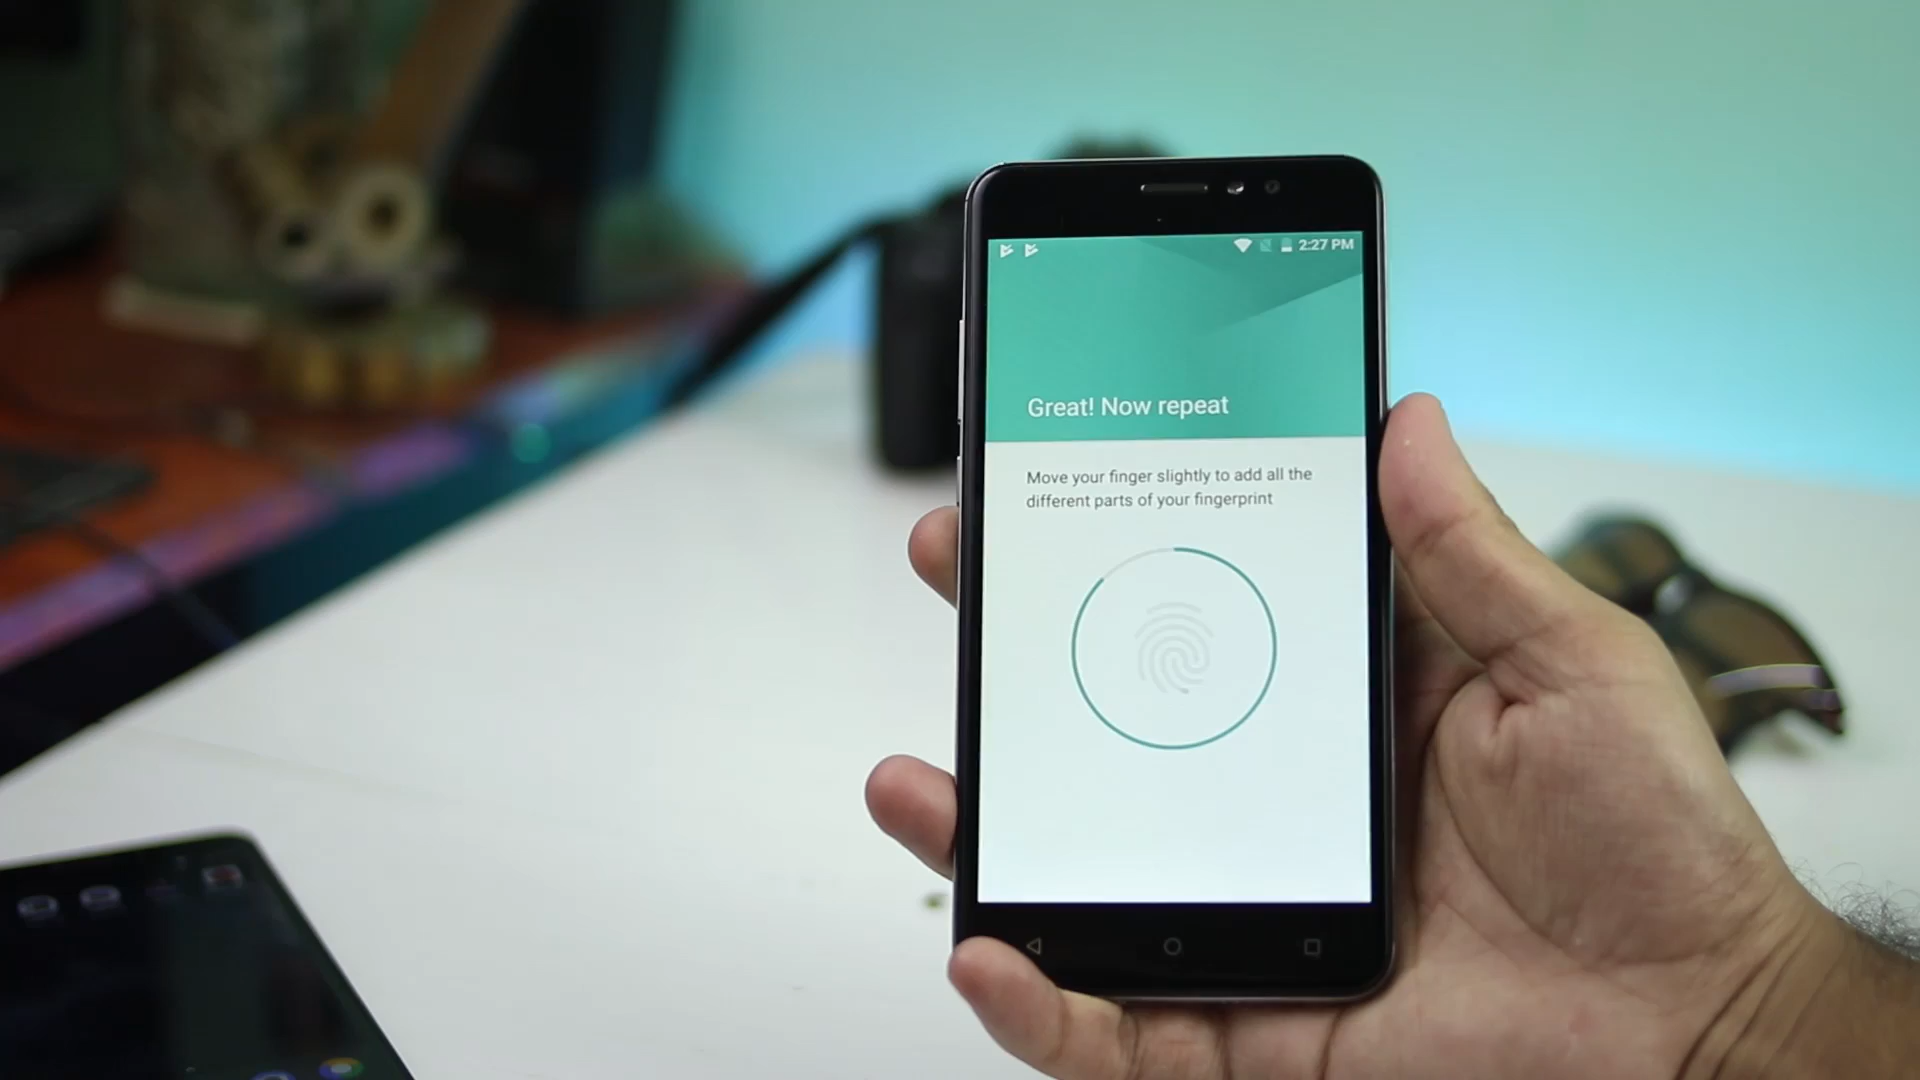 2:27 PM
Great! Now repeat
Move your finger slightly to add all the
different parts of your fingerprint